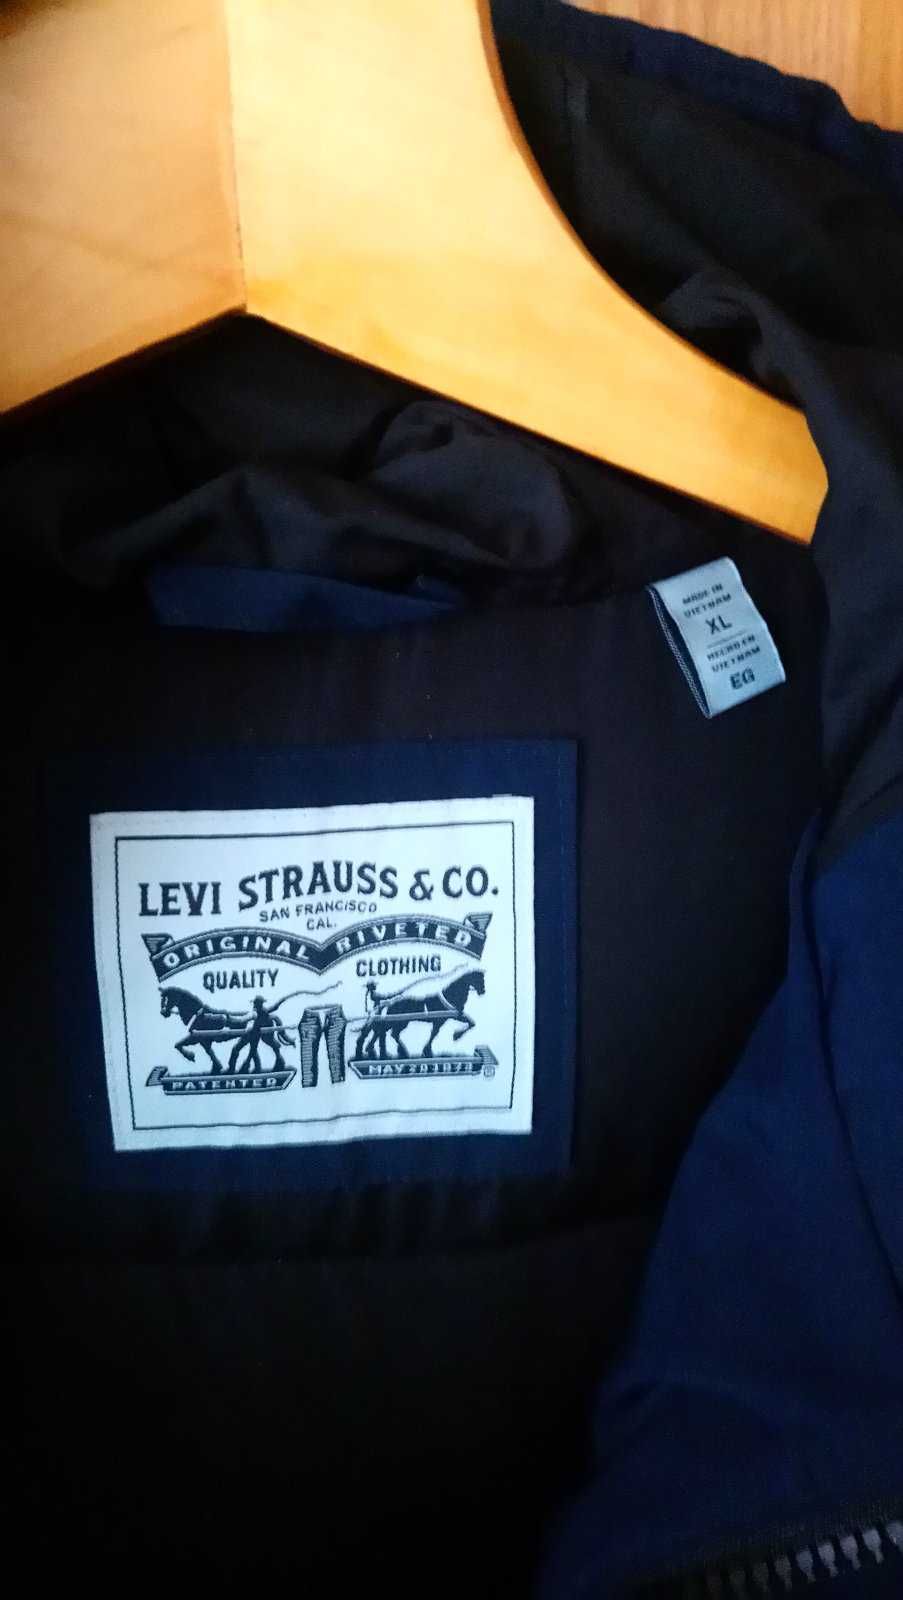 MADE IN
VIETNAM
XL
HECHO EN
VIETNAM
EG
LEVI STRAUSS & CO.
SAN FRANCISCO
CAL.
ORIGINAL RIVETED
QUALITY CLOTHING
PATENTED MAY 20 1873 ®